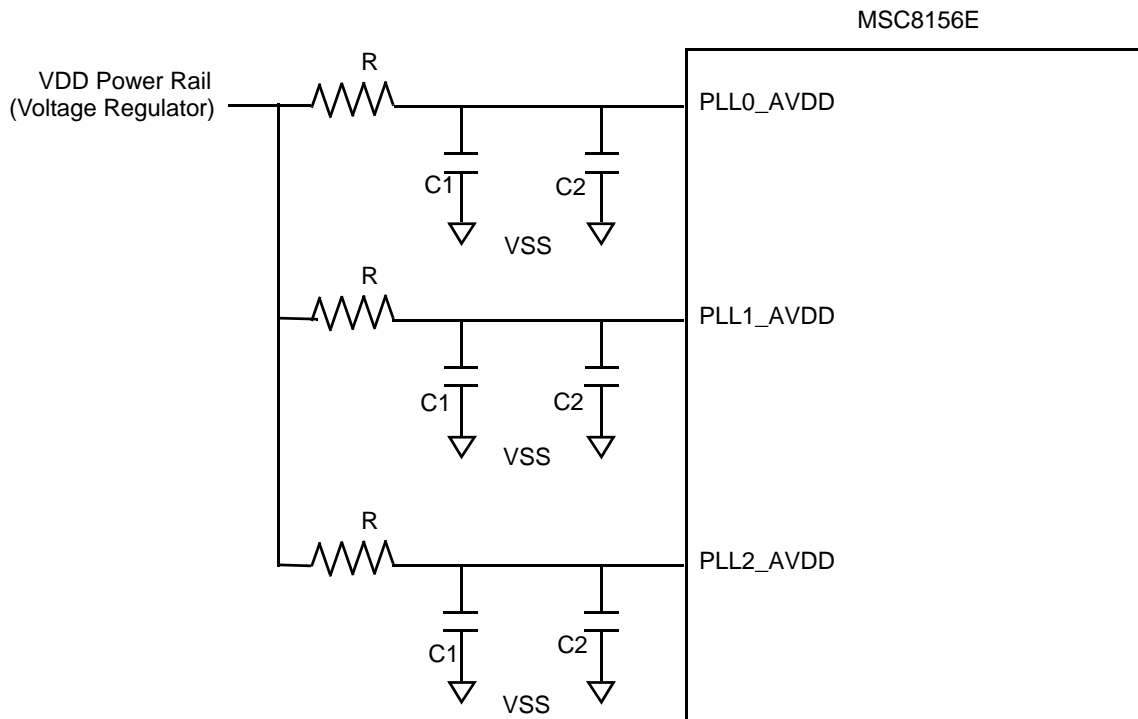 MSC8156E
VDD Power Rail
(Voltage Regulator)
R
PLL0_AVDD
C1
C2
VSS
R
PLL1_AVDD
C1
C2
VSS
R
PLL2_AVDD
C1
C2
VSS